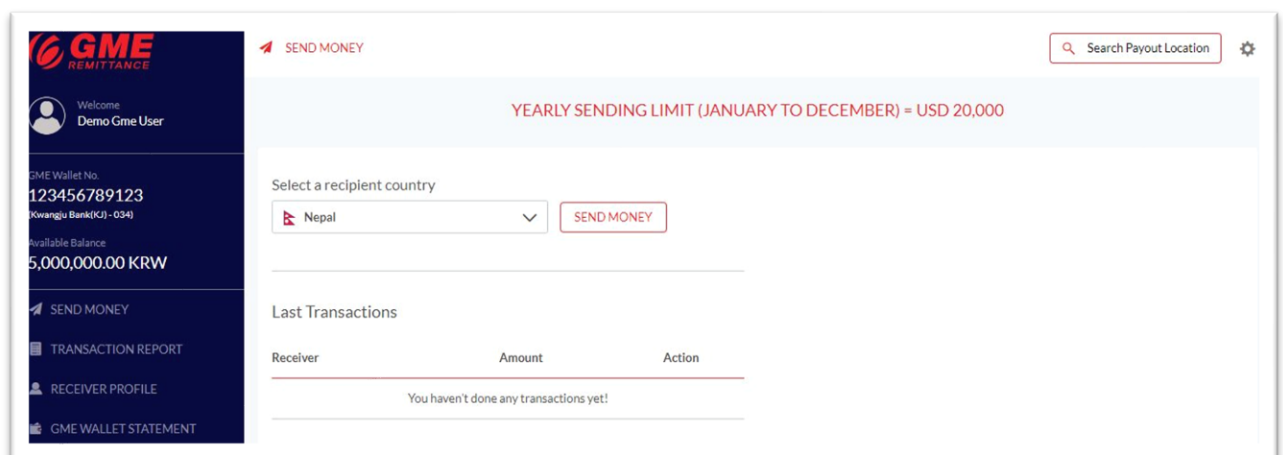 GME
REMITTANCE
Welcome
Demo Gme User
GME Wallet No.
123456789123
(Kwangju Bank(KJ) - 034)
Available Balance
5,000,000.00 KRW
SEND MONEY
TRANSACTION REPORT
RECEIVER PROFILE
GME WALLET STATEMENT
SEND MONEY
Search Payout Location
YEARLY SENDING LIMIT (JANUARY TO DECEMBER) = USD 20,000
Select a recipient country
Nepal
SEND MONEY
Last Transactions
Receiver Amount Action
You haven't done any transactions yet!